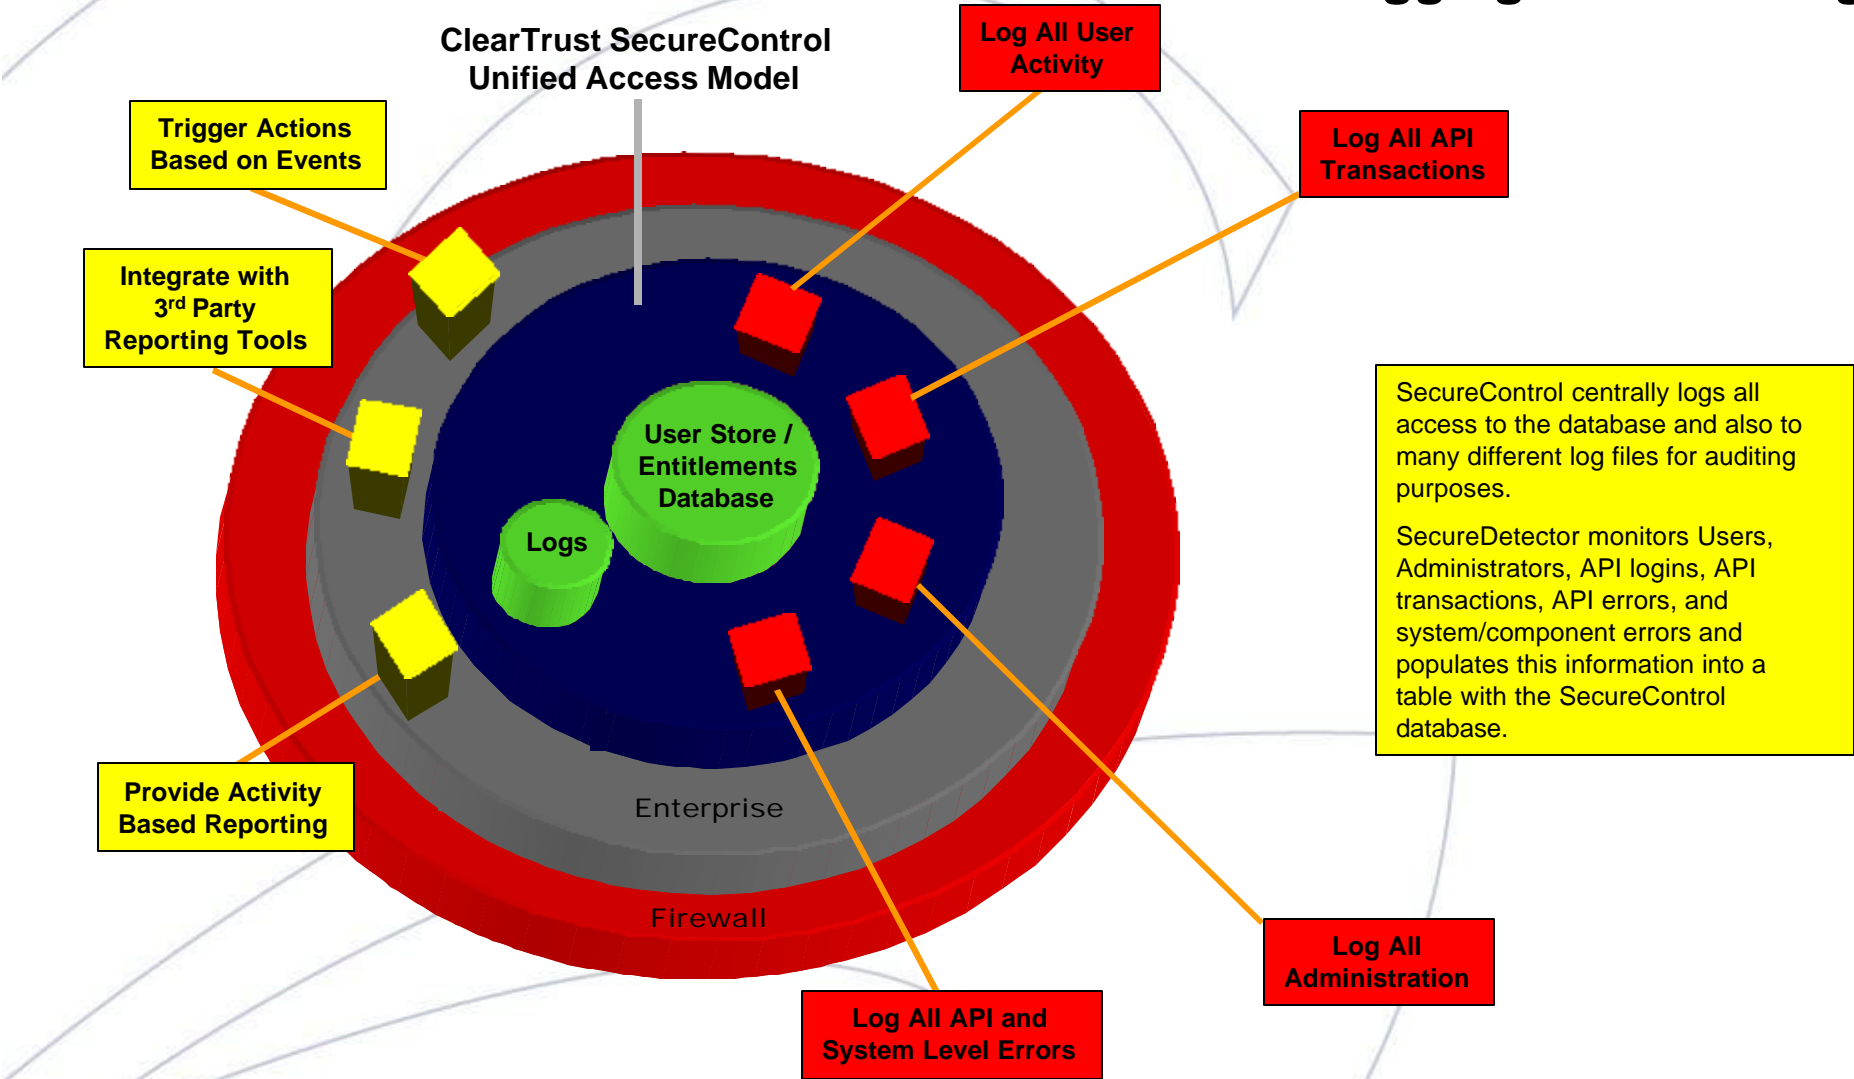 ClearTrust SecureControl
Unified Access Model
Log All User
Activity
Trigger Actions
Based on Events
Log All API
Transactions
Integrate with
3rd Party
Reporting Tools
User Store /
Entitlements
Database
Logs
SecureControl centrally logs all
access to the database and also to
many different log files for auditing
purposes.
SecureDetector monitors Users,
Administrators, API logins, API
transactions, API errors, and
system/component errors and
populates this information into a
table with the SecureControl
database.
Provide Activity
Based Reporting
Enterprise
Firewall
Log All
Administration
Log All API and
System Level Errors